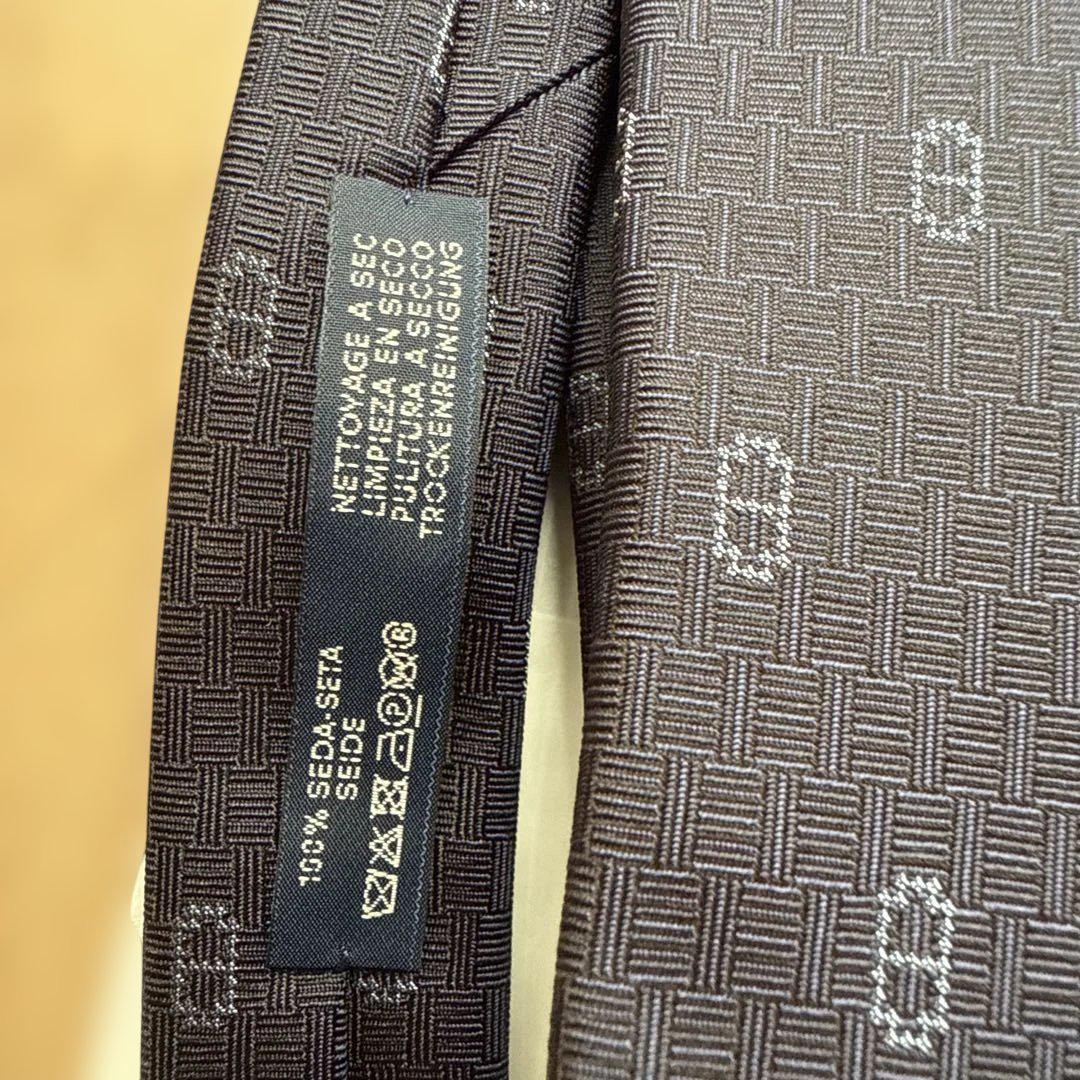 NETTOYAGE A SEC
LIMPIEZA EN SECO
PULITURA A SECCO
TROCKENREINIGUNG
100% SEDA-SETA
SEIDE